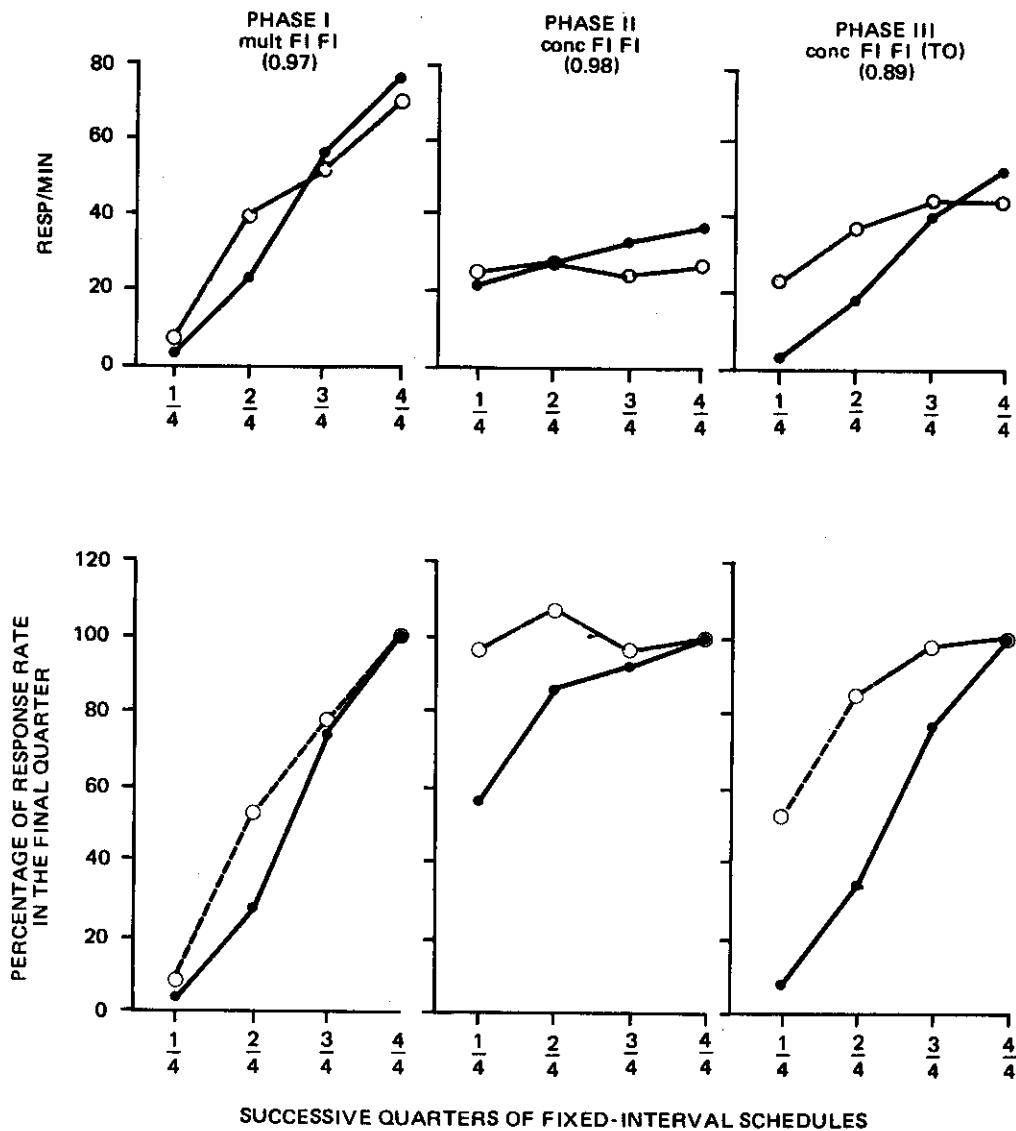 PHASE I
mult FI FI
(0.97)
PHASE II
conc FI FI
(0.98)
PHASE III
conc FI FI (TO)
(0.89)
RESP/MIN
80
60
40
20
0
1/4 2/4 3/4 4/4
1/4 2/4 3/4 4/4
1/4 2/4 3/4 4/4
PERCENTAGE OF RESPONSE RATE
IN THE FINAL QUARTER
120
100
80
60
40
20
0
1/4 2/4 3/4 4/4
1/4 2/4 3/4 4/4
1/4 2/4 3/4 4/4
SUCCESSIVE QUARTERS OF FIXED-INTERVAL SCHEDULES